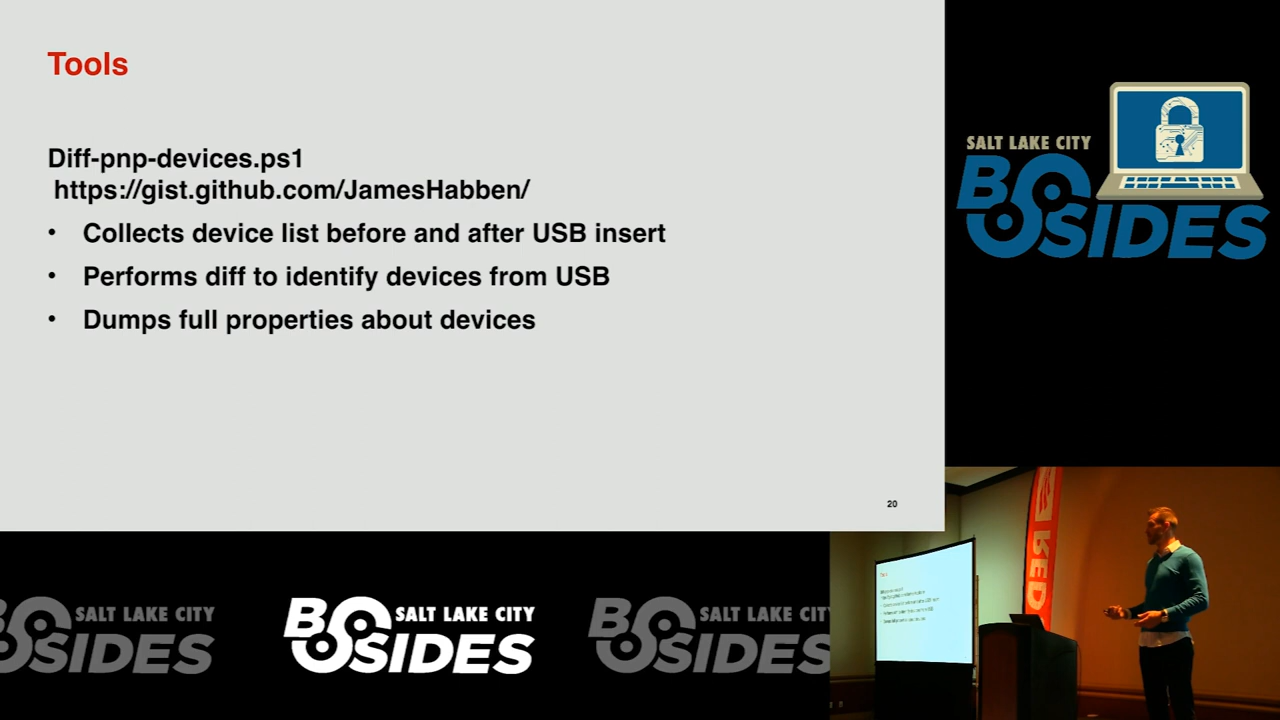 Tools
Diff-pnp-devices.ps1
https://gist.github.com/JamesHabben/
• Collects device list before and after USB insert
• Performs diff to identify devices from USB
• Dumps full properties about devices
20
SALT LAKE CITY
BSIDES
SALT LAKE CITY
BSIDES
SALT LAKE CITY
BSIDES
SALT LAKE CITY
BSIDES
RED
Tools